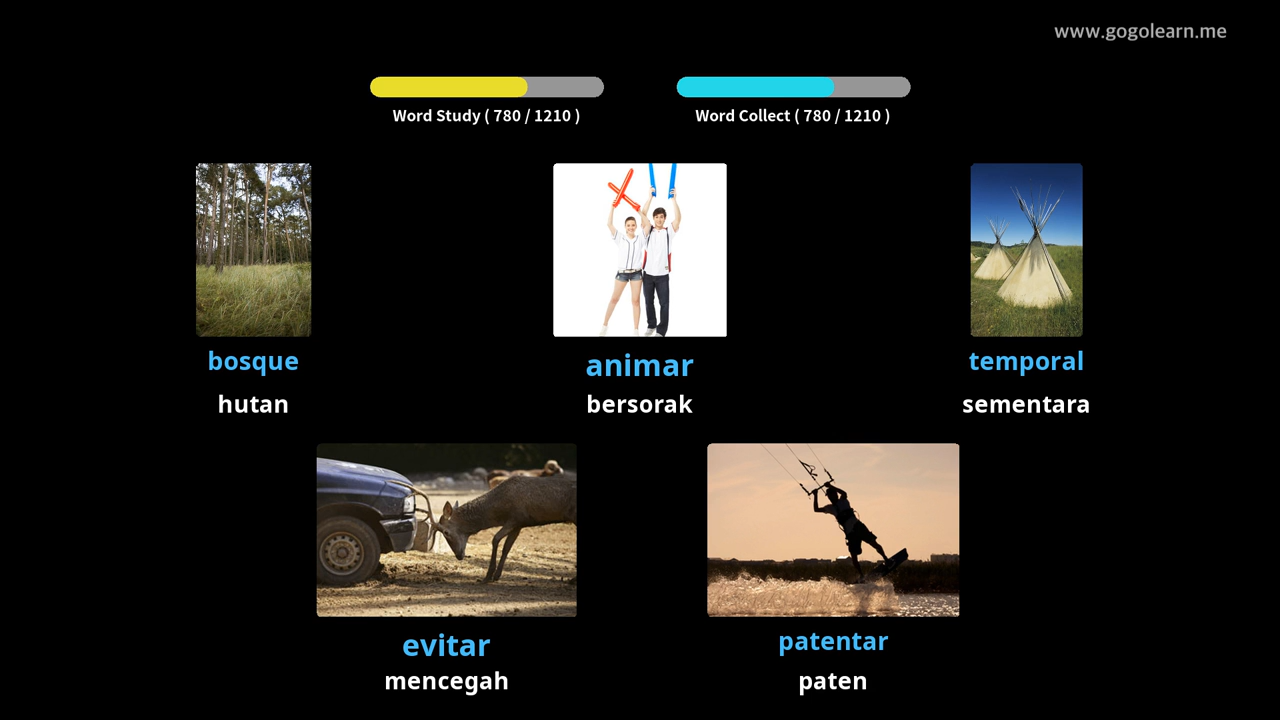 www.gogolearn.me
Word Study ( 780 / 1210 )
Word Collect ( 780 / 1210 )
bosque
hutan
animar
bersorak
temporal
sementara
evitar
mencegah
patentar
paten